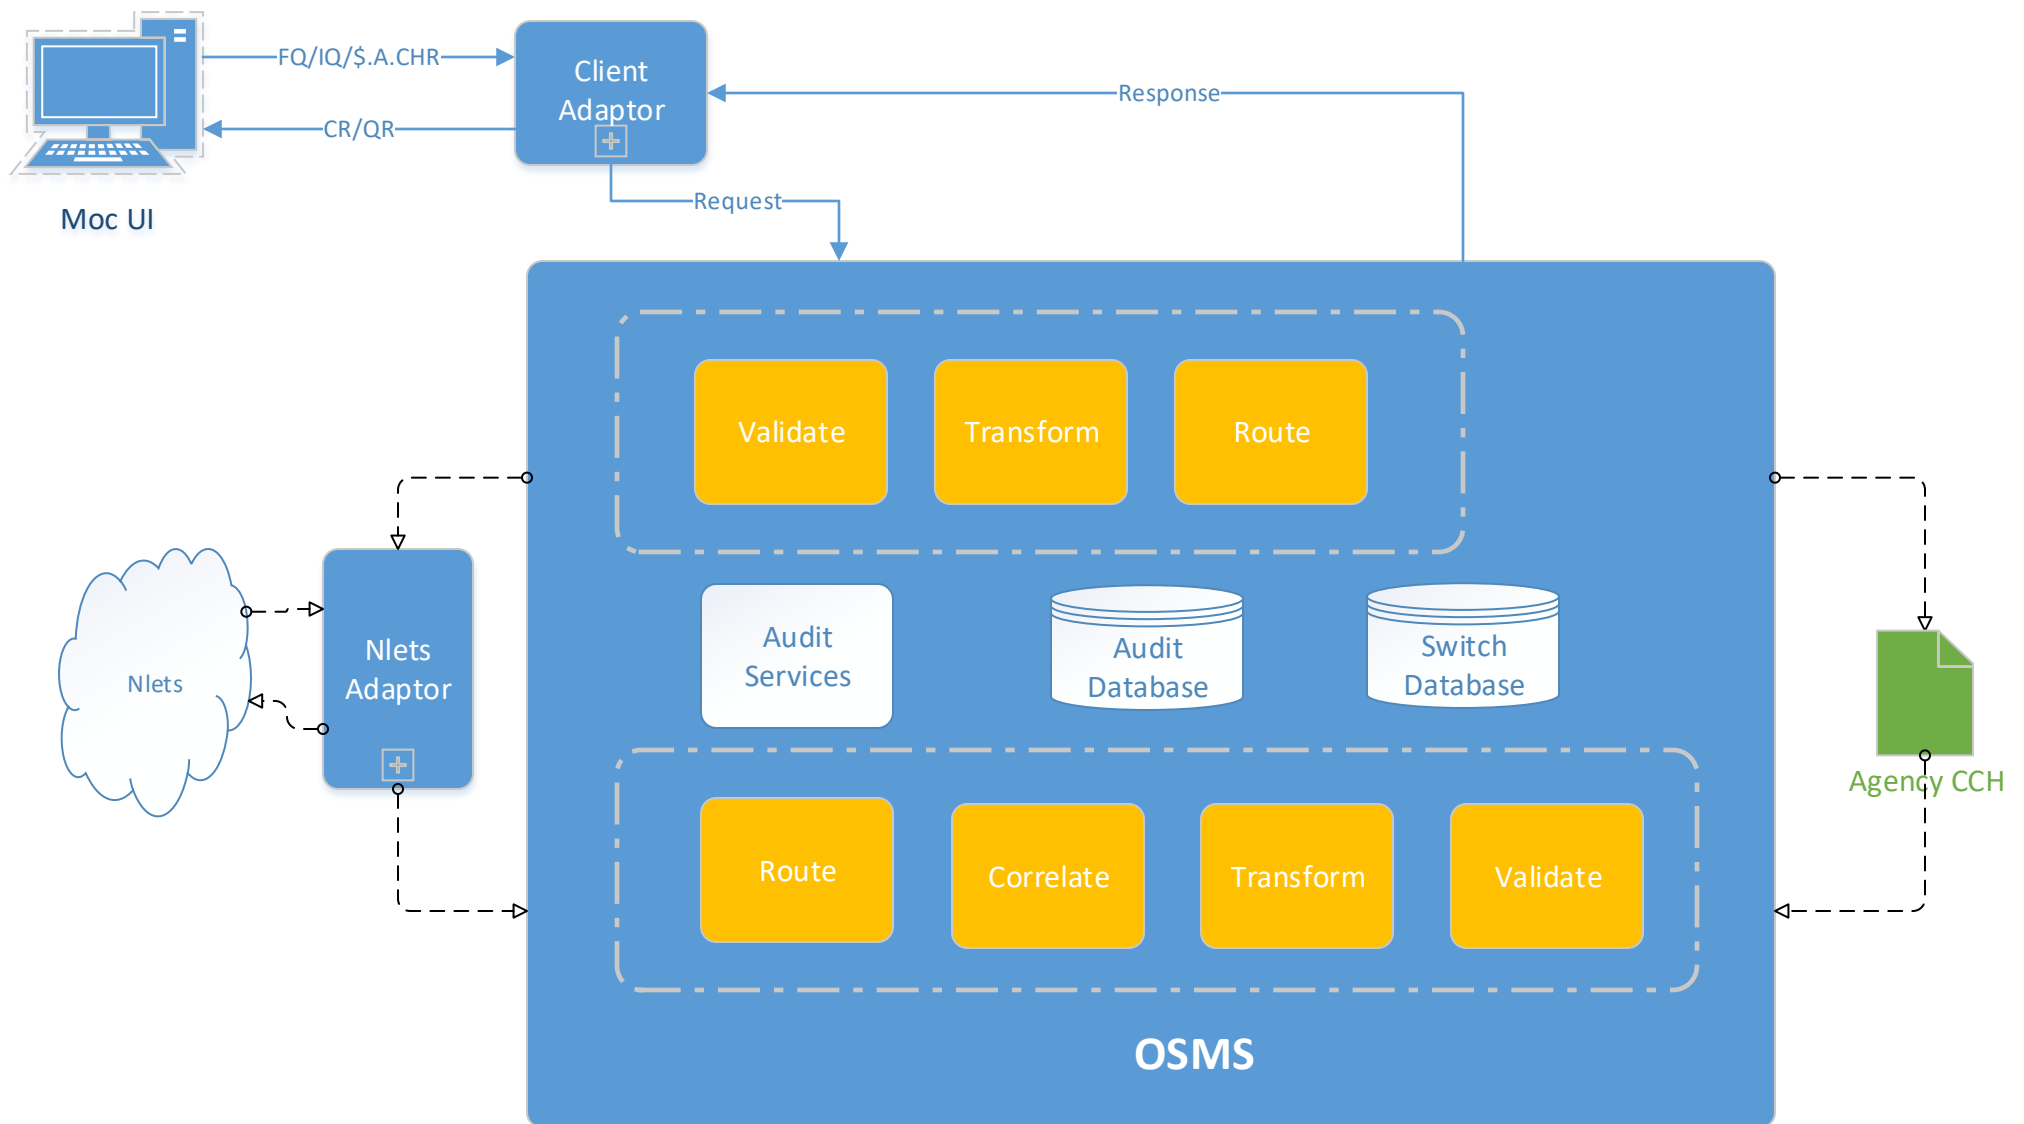 FQ/IQ/$.A.CHR
CR/QR
Moc UI
Client
Adaptor
Response
Request
Validate
Transform
Route
Nlets
Nlets
Adaptor
Audit
Services
Audit
Database
Switch
Database
Agency CCH
Route
Correlate
Transform
Validate
OSMS